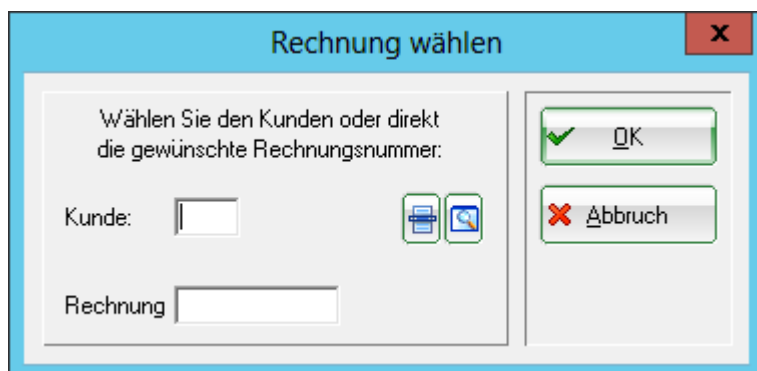 Rechnung wählen
x
Wählen Sie den Kunden oder direkt
die gewünschte Rechnungsnummer:
Kunde:
Rechnung
OK
Abbruch